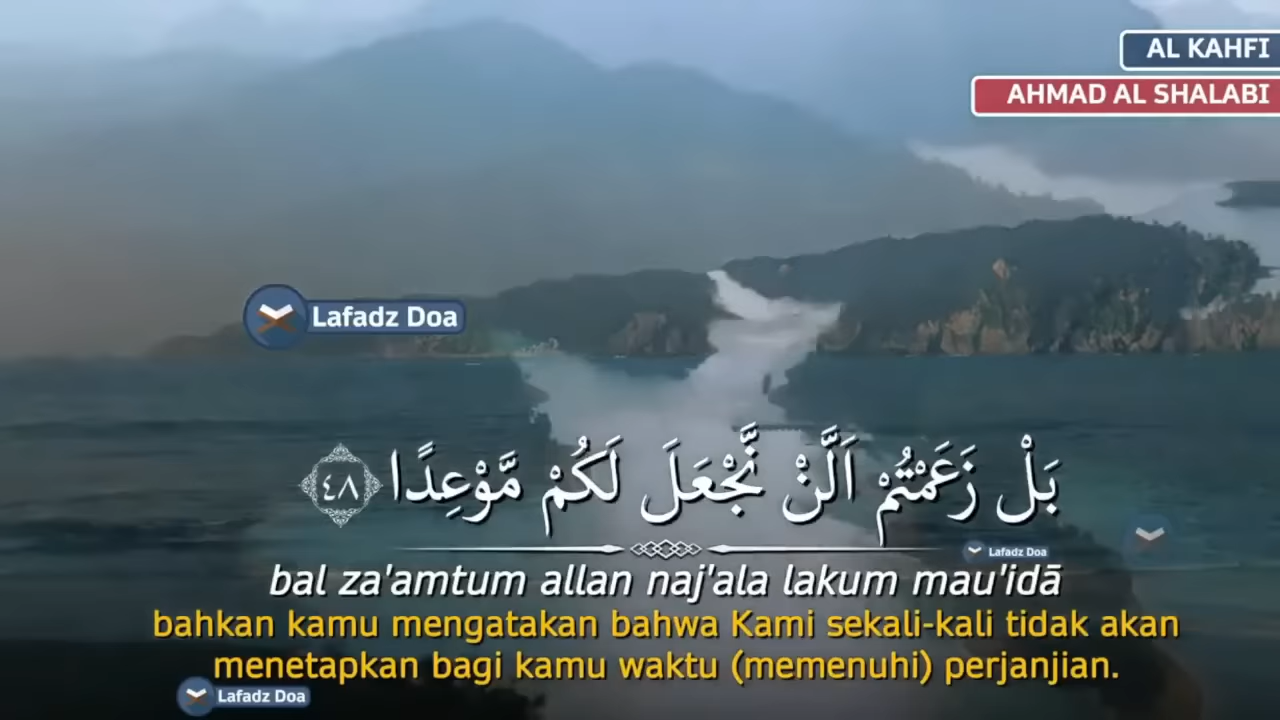 AL KAHFI
AHMAD AL SHALABI
Lafadz Doa
بَلْ زَعَمْتُمْ اَلَّنْ نَّجْعَلَ لَكُمْ مَّوْعِدًا ٤٨
Lafadz Doa
bal za'amtum allan naj'ala lakum mau'idā
bahkan kamu mengatakan bahwa Kami sekali-kali tidak akan
menetapkan bagi kamu waktu (memenuhi) perjanjian.
Lafadz Doa